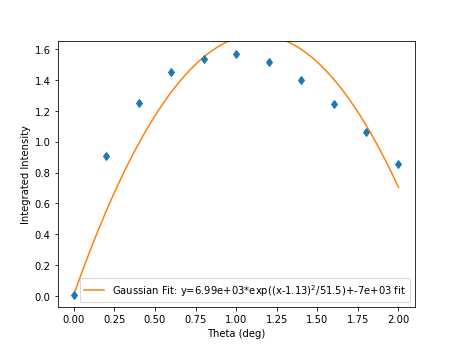 1.6
1.4
1.2
1.0
0.8
0.6
0.4
0.2
0.0
Integrated Intensity
Gaussian Fit: y=6.99e+03*exp((x-1.13)²/51.5)+-7e+03 fit
0.00 0.25 0.50 0.75 1.00 1.25 1.50 1.75 2.00
Theta (deg)